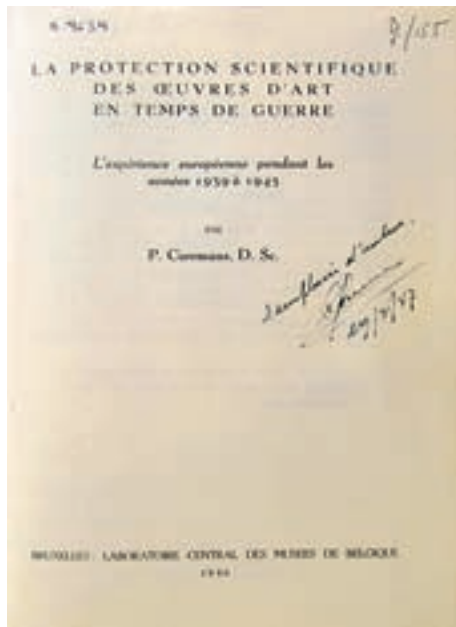 LA PROTECTION SCIENTIFIQUE
DES ŒUVRES D'ART
EN TEMPS DE GUERRE
L'expérience européenne pendant les
années 1939 à 1945
PAR
P. Coremans, D. Sc.
d'auteur
BRUXELLES: LABORATOIRE CENTRAL DES MUSÉES DE BELGIQUE